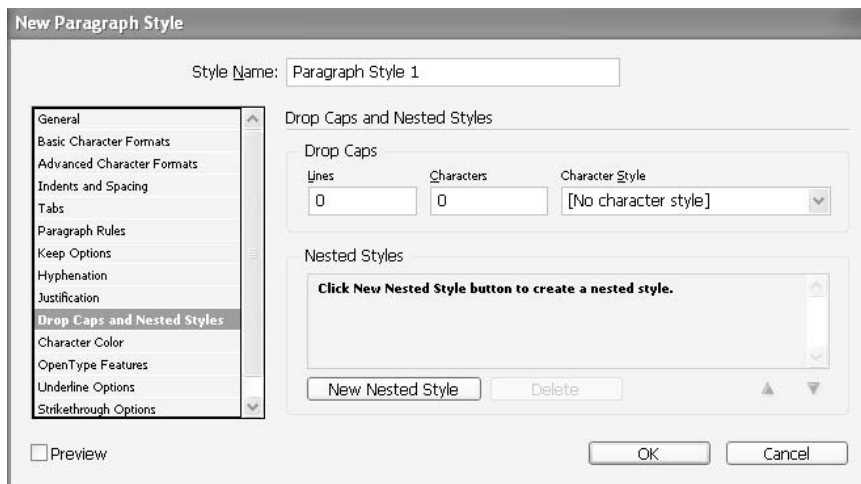 New Paragraph Style
Style Name: Paragraph Style 1
General
Basic Character Formats
Advanced Character Formats
Indents and Spacing
Tabs
Paragraph Rules
Keep Options
Hyphenation
Justification
Drop Caps and Nested Styles
Character Color
OpenType Features
Underline Options
Strikethrough Options
Drop Caps and Nested Styles
Drop Caps
Lines Characters Character Style
0 0 [No character style]
Nested Styles
Click New Nested Style button to create a nested style.
New Nested Style Delete
Preview OK Cancel